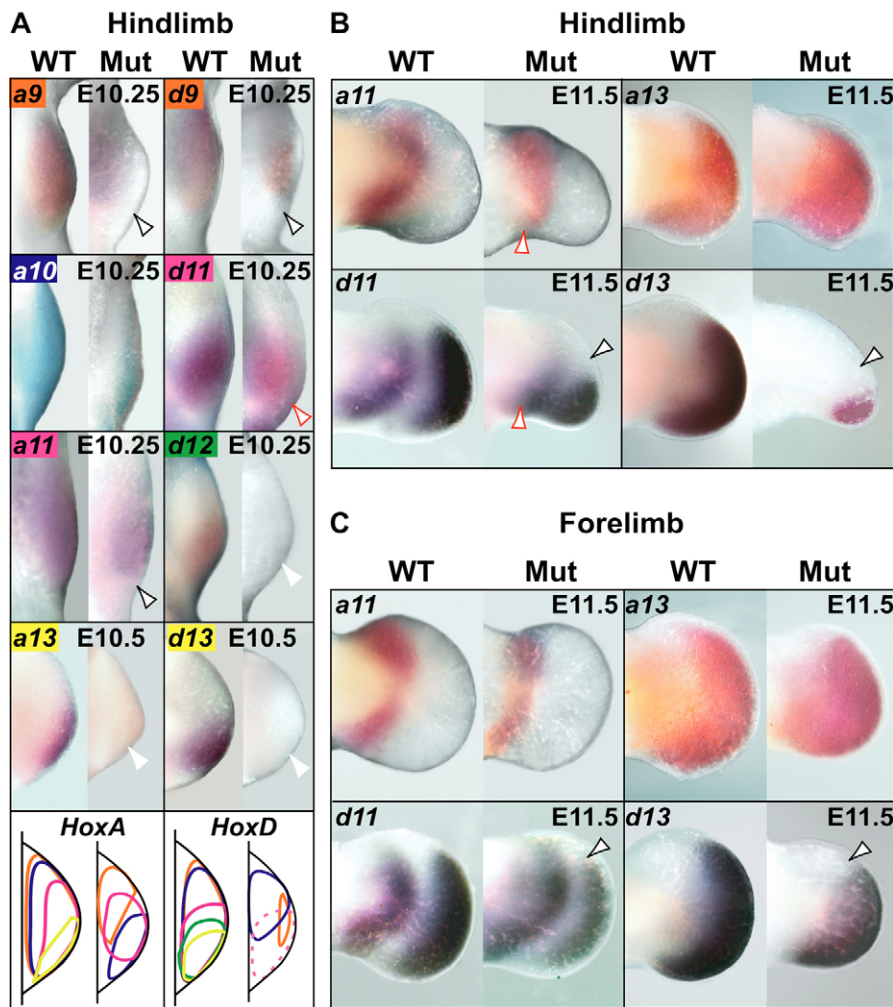 A Hindlimb
WT Mut WT Mut
a9 E10.25 d9 E10.25
a10 E10.25 d11 E10.25
a11 E10.25 d12 E10.25
a13 E10.5 d13 E10.5
HoxA HoxD
B Hindlimb
WT Mut WT Mut
a11 E11.5 a13 E11.5
d11 E11.5 d13 E11.5
C Forelimb
WT Mut WT Mut
a11 E11.5 a13 E11.5
d11 E11.5 d13 E11.5